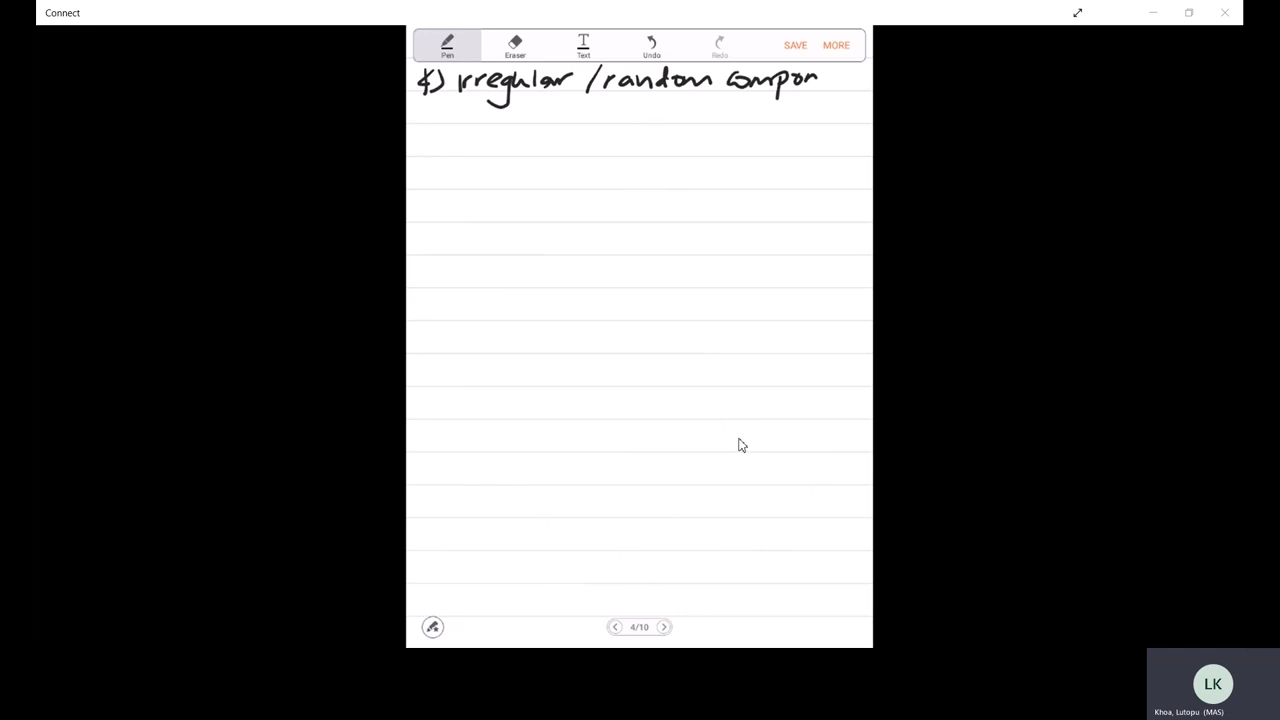 Connect
Pen
Eraser
Text
Undo
Redo
SAVE
MORE
4) Irregular / random compon
4/10
LK
Khoa, Lutopu (MAS)